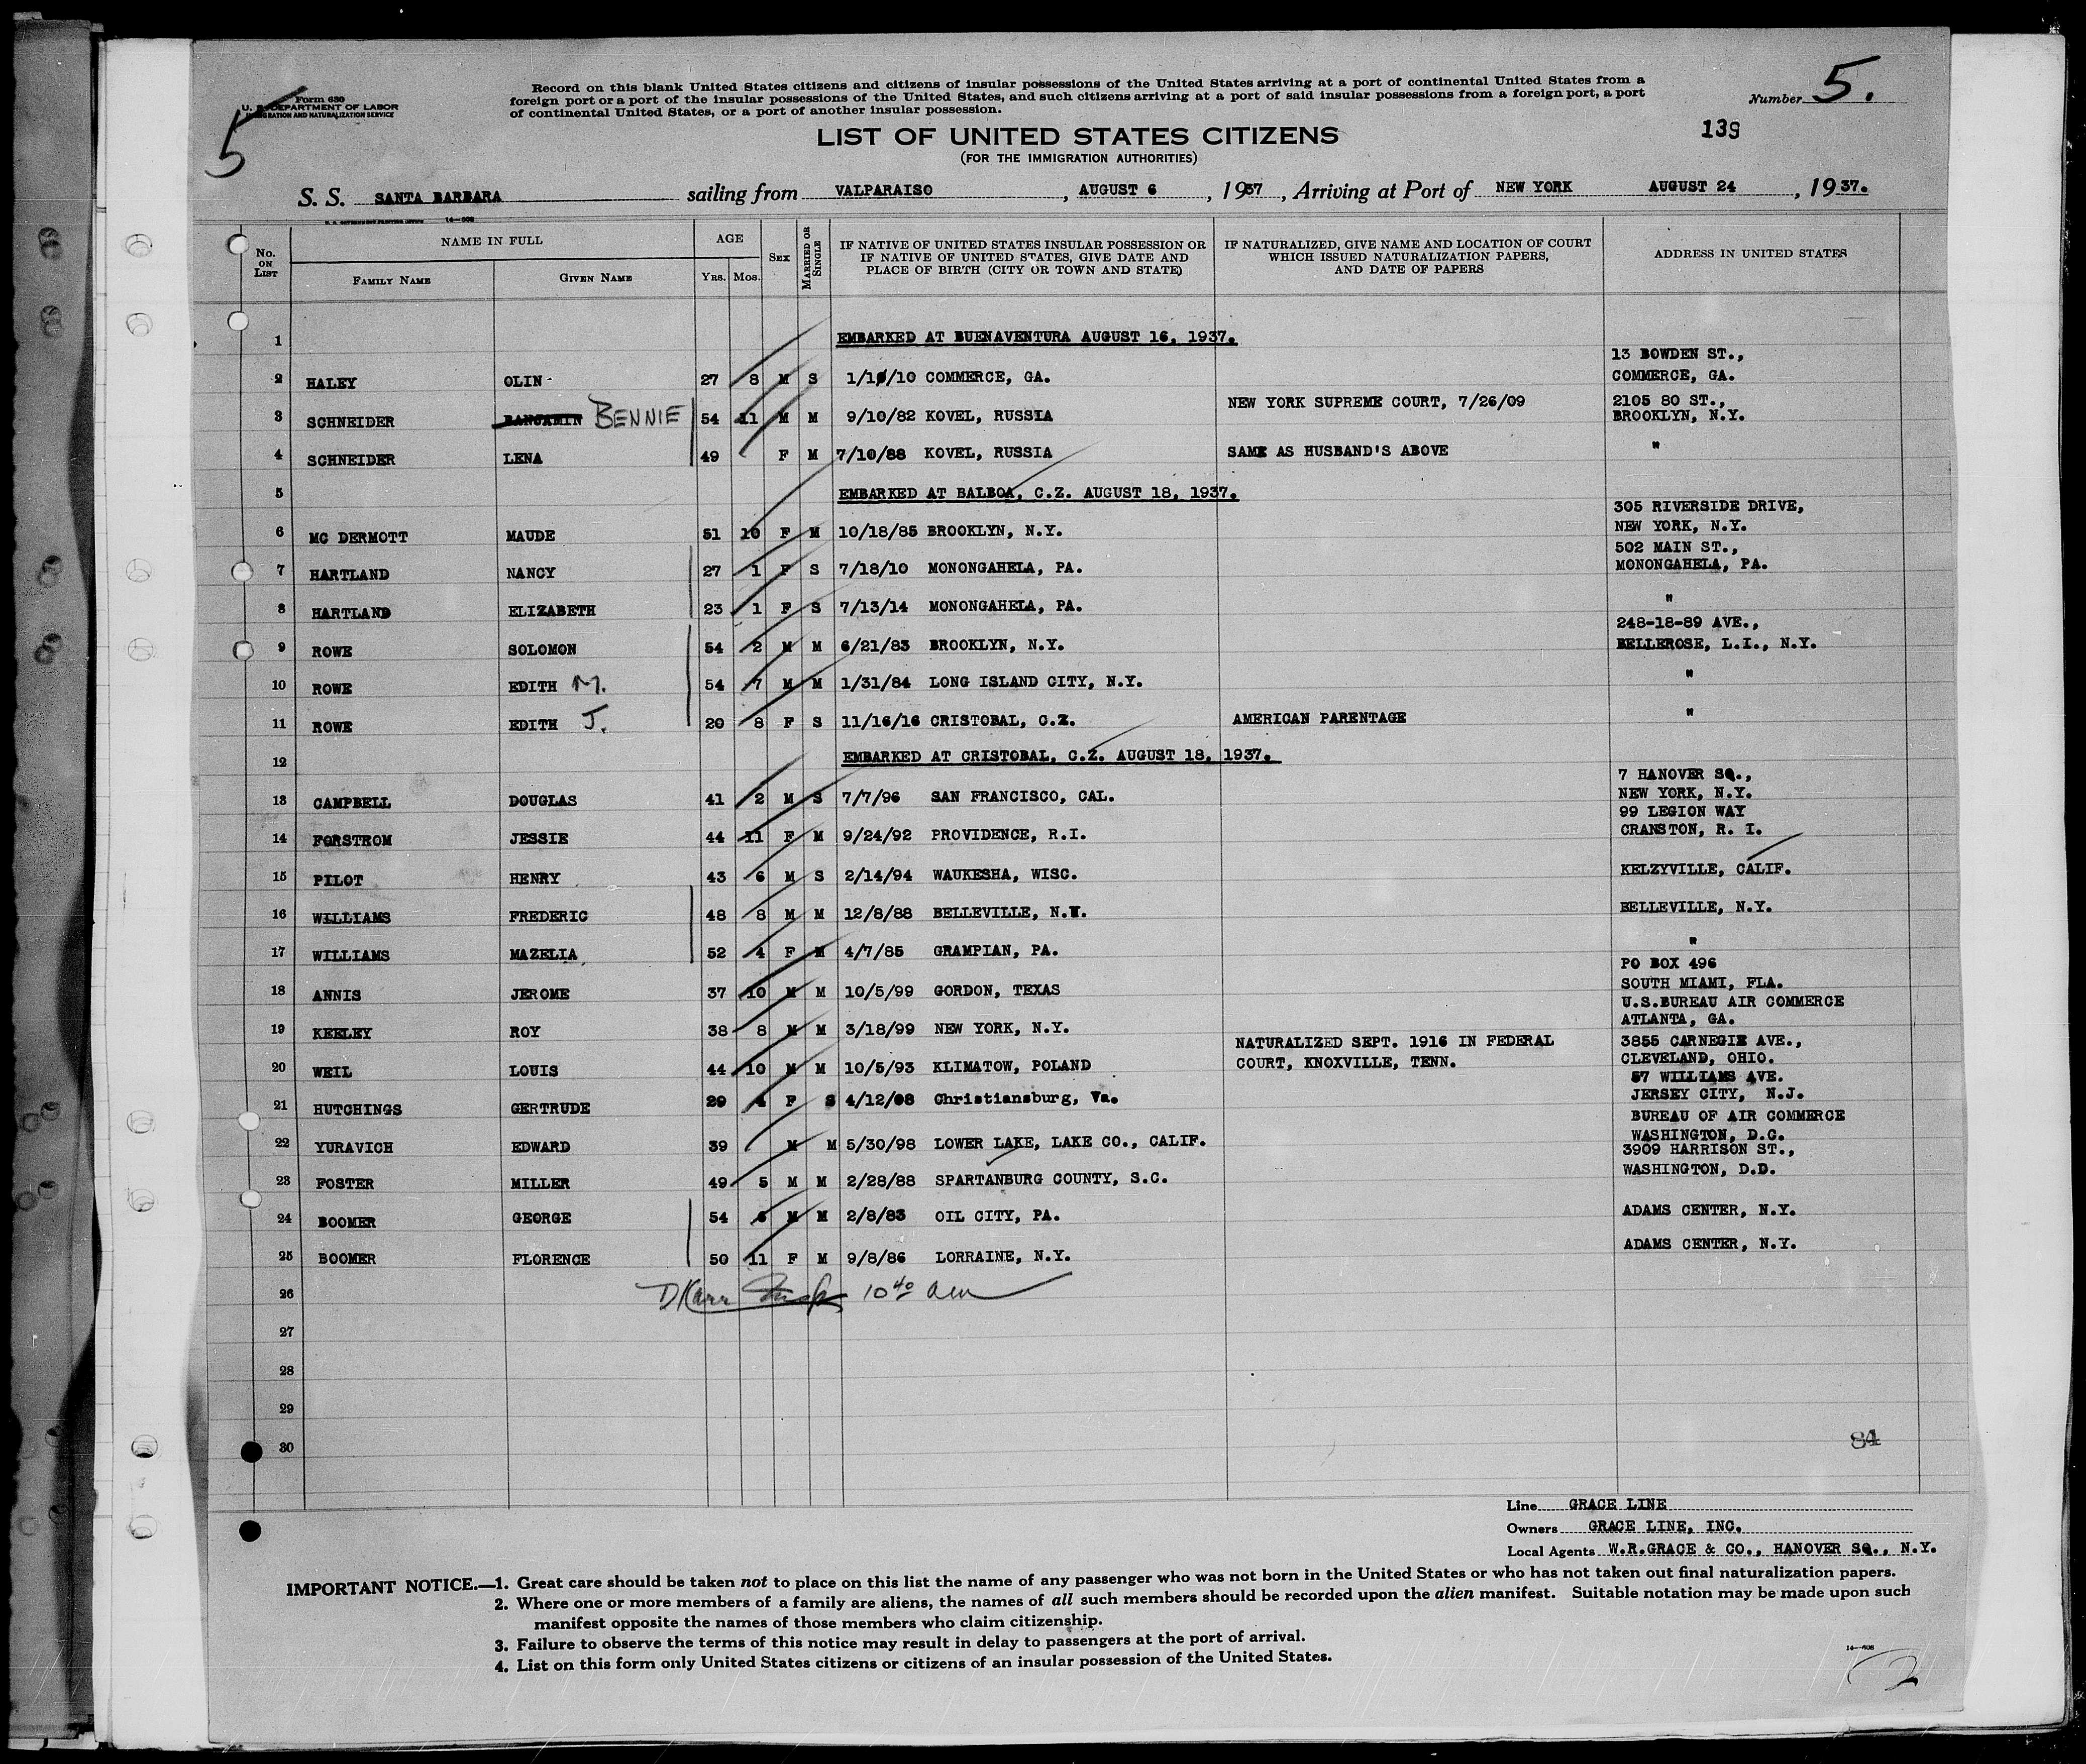 Form 630
U. S. DEPARTMENT OF LABOR
IMMIGRATION AND NATURALIZATION SERVICE
5
Record on this blank United States citizens and citizens of insular possessions of the United States arriving at a port of continental United States from a
foreign port or a port of the insular possessions of the United States, and such citizens arriving at a port of said insular possessions from a foreign port, a port
of continental United States, or a port of another insular possession.
Number 5.
LIST OF UNITED STATES CITIZENS
139
(FOR THE IMMIGRATION AUTHORITIES)
S. S. SANTA BARBARA sailing from VALPARAISO, AUGUST 6, 1937, Arriving at Port of NEW YORK AUGUST 24, 1937.
U. S. GOVERNMENT PRINTING OFFICE 14—608
No. ON LIST
NAME IN FULL
FAMILY NAME
GIVEN NAME
AGE
YRS. MOS.
SEX
MARRIED OR SINGLE
IF NATIVE OF UNITED STATES INSULAR POSSESSION OR
IF NATIVE OF UNITED STATES, GIVE DATE AND
PLACE OF BIRTH (CITY OR TOWN AND STATE)
IF NATURALIZED, GIVE NAME AND LOCATION OF COURT
WHICH ISSUED NATURALIZATION PAPERS,
AND DATE OF PAPERS
ADDRESS IN UNITED STATES
1 EMBARKED AT BUENAVENTURA AUGUST 16, 1937.
2 HALEY OLIN 27 8 M S 1/10/10 COMMERCE, GA. 13 BOWDEN ST.,
COMMERCE, GA.
3 SCHNEIDER BANJAMIN BENNIE 54 11 M M 9/10/82 KOVEL, RUSSIA NEW YORK SUPREME COURT, 7/26/09 2105 80 ST.,
BROOKLYN, N.Y.
4 SCHNEIDER LENA 49 F M 7/10/88 KOVEL, RUSSIA SAME AS HUSBAND'S ABOVE "
5 EMBARKED AT BALBOA, C.Z. AUGUST 18, 1937.
6 MC DERMOTT MAUDE 51 10 F M 10/18/85 BROOKLYN, N.Y. 305 RIVERSIDE DRIVE,
NEW YORK, N.Y.
7 HARTLAND NANCY 27 1 F S 7/18/10 MONONGAHELA, PA. 502 MAIN ST.,
MONONGAHELA, PA.
8 HARTLAND ELIZABETH 23 1 F S 7/13/14 MONONGAHELA, PA. "
9 ROWE SOLOMON 54 2 M M 6/21/83 BROOKLYN, N.Y. 248-18-89 AVE.,
BELLEROSE, L.I., N.Y.
10 ROWE EDITH M. 54 7 M M 1/31/84 LONG ISLAND CITY, N.Y. "
11 ROWE EDITH J. 20 8 F S 11/16/16 CRISTOBAL, C.Z. AMERICAN PARENTAGE "
12 EMBARKED AT CRISTOBAL, C.Z. AUGUST 18, 1937.
13 CAMPBELL DOUGLAS 41 2 M S 7/7/96 SAN FRANCISCO, CAL. 7 HANOVER SQ.,
NEW YORK, N.Y.
14 FORSTROM JESSIE 44 11 F M 9/24/92 PROVIDENCE, R.I. 99 LEGION WAY
CRANSTON, R. I.
15 PILOT HENRY 43 6 M S 2/14/94 WAUKESHA, WISC. KELZYVILLE, CALIF.
16 WILLIAMS FREDERIC 48 8 M M 12/8/88 BELLEVILLE, N.Y. BELLEVILLE, N.Y.
17 WILLIAMS MAZELIA 52 4 F M 4/7/85 GRAMPIAN, PA. "
18 ANNIS JEROME 37 10 M M 10/5/99 GORDON, TEXAS PO BOX 496
SOUTH MIAMI, FLA.
19 KEELEY ROY 38 8 M M 3/18/99 NEW YORK, N.Y. U.S.BUREAU AIR COMMERCE
ATLANTA, GA.
20 WEIL LOUIS 44 10 M M 10/5/93 KLIMATOW, POLAND NATURALIZED SEPT. 1916 IN FEDERAL
COURT, KNOXVILLE, TENN. 3855 CARNEGIE AVE.,
CLEVELAND, OHIO.
21 HUTCHINGS GERTRUDE 29 4 F S 4/12/08 Christiansburg, Va. 57 WILLIAMS AVE.
JERSEY CITY, N.J.
22 YURAVICH EDWARD 39 M M 5/30/98 LOWER LAKE, LAKE CO., CALIF. BUREAU OF AIR COMMERCE
WASHINGTON, D.C.
23 FOSTER MILLER 49 5 M M 2/28/88 SPARTANBURG COUNTY, S.C. 3909 HARRISON ST.,
WASHINGTON, D.D.
24 BOOMER GEORGE 54 6 M M 2/8/83 OIL CITY, PA. ADAMS CENTER, N.Y.
25 BOOMER FLORENCE 50 11 F M 9/8/86 LORRAINE, N.Y. ADAMS CENTER, N.Y.
26 DKarr 10 40 am
27
28
29
30
84
Line GRACE LINE
Owners GRACE LINE, INC.
Local Agents W.R.GRACE & CO., HANOVER SQ., N.Y.
IMPORTANT NOTICE.—1. Great care should be taken not to place on this list the name of any passenger who was not born in the United States or who has not taken out final naturalization papers.
2. Where one or more members of a family are aliens, the names of all such members should be recorded upon the alien manifest. Suitable notation may be made upon such
manifest opposite the names of those members who claim citizenship.
3. Failure to observe the terms of this notice may result in delay to passengers at the port of arrival.
4. List on this form only United States citizens or citizens of an insular possession of the United States.
14—608
2